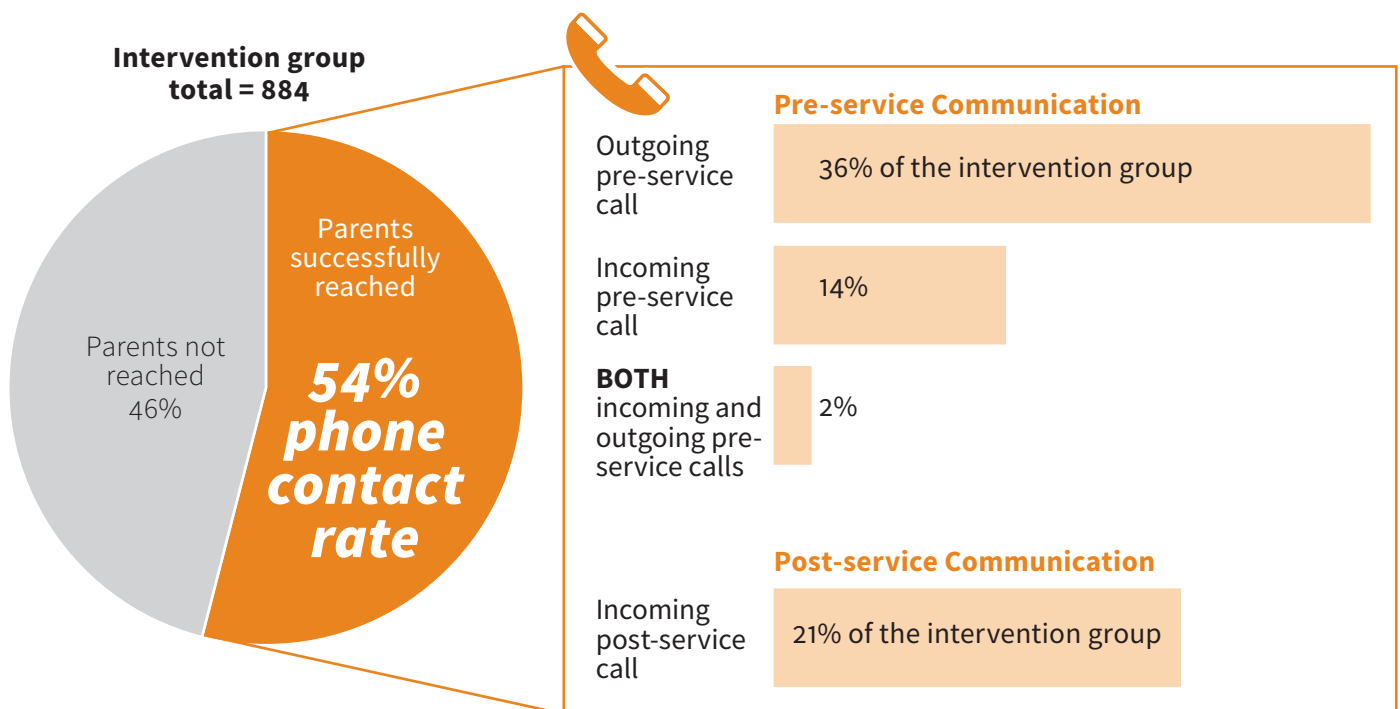 Intervention group
total = 884
Parents
successfully
reached
54%
phone
contact
rate
Parents not
reached
46%
Pre-service Communication
Outgoing
pre-service
call
36% of the intervention group
Incoming
pre-service
call
14%
BOTH
incoming and
outgoing pre-
service calls
2%
Post-service Communication
Incoming
post-service
call
21% of the intervention group